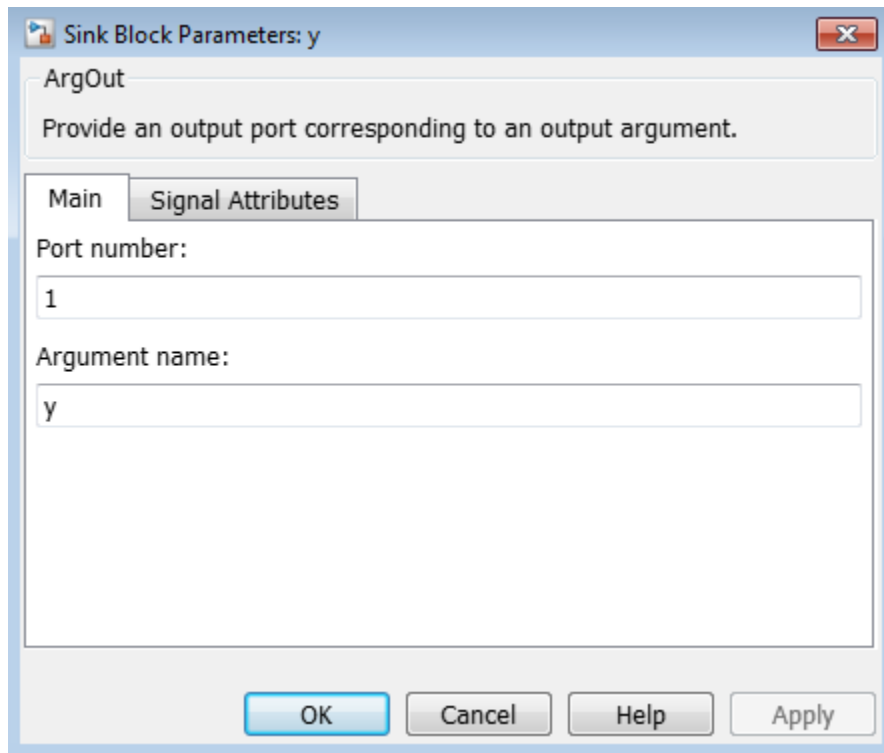 Sink Block Parameters: y
ArgOut
Provide an output port corresponding to an output argument.
Main Signal Attributes
Port number:
1
Argument name:
y
OK Cancel Help Apply